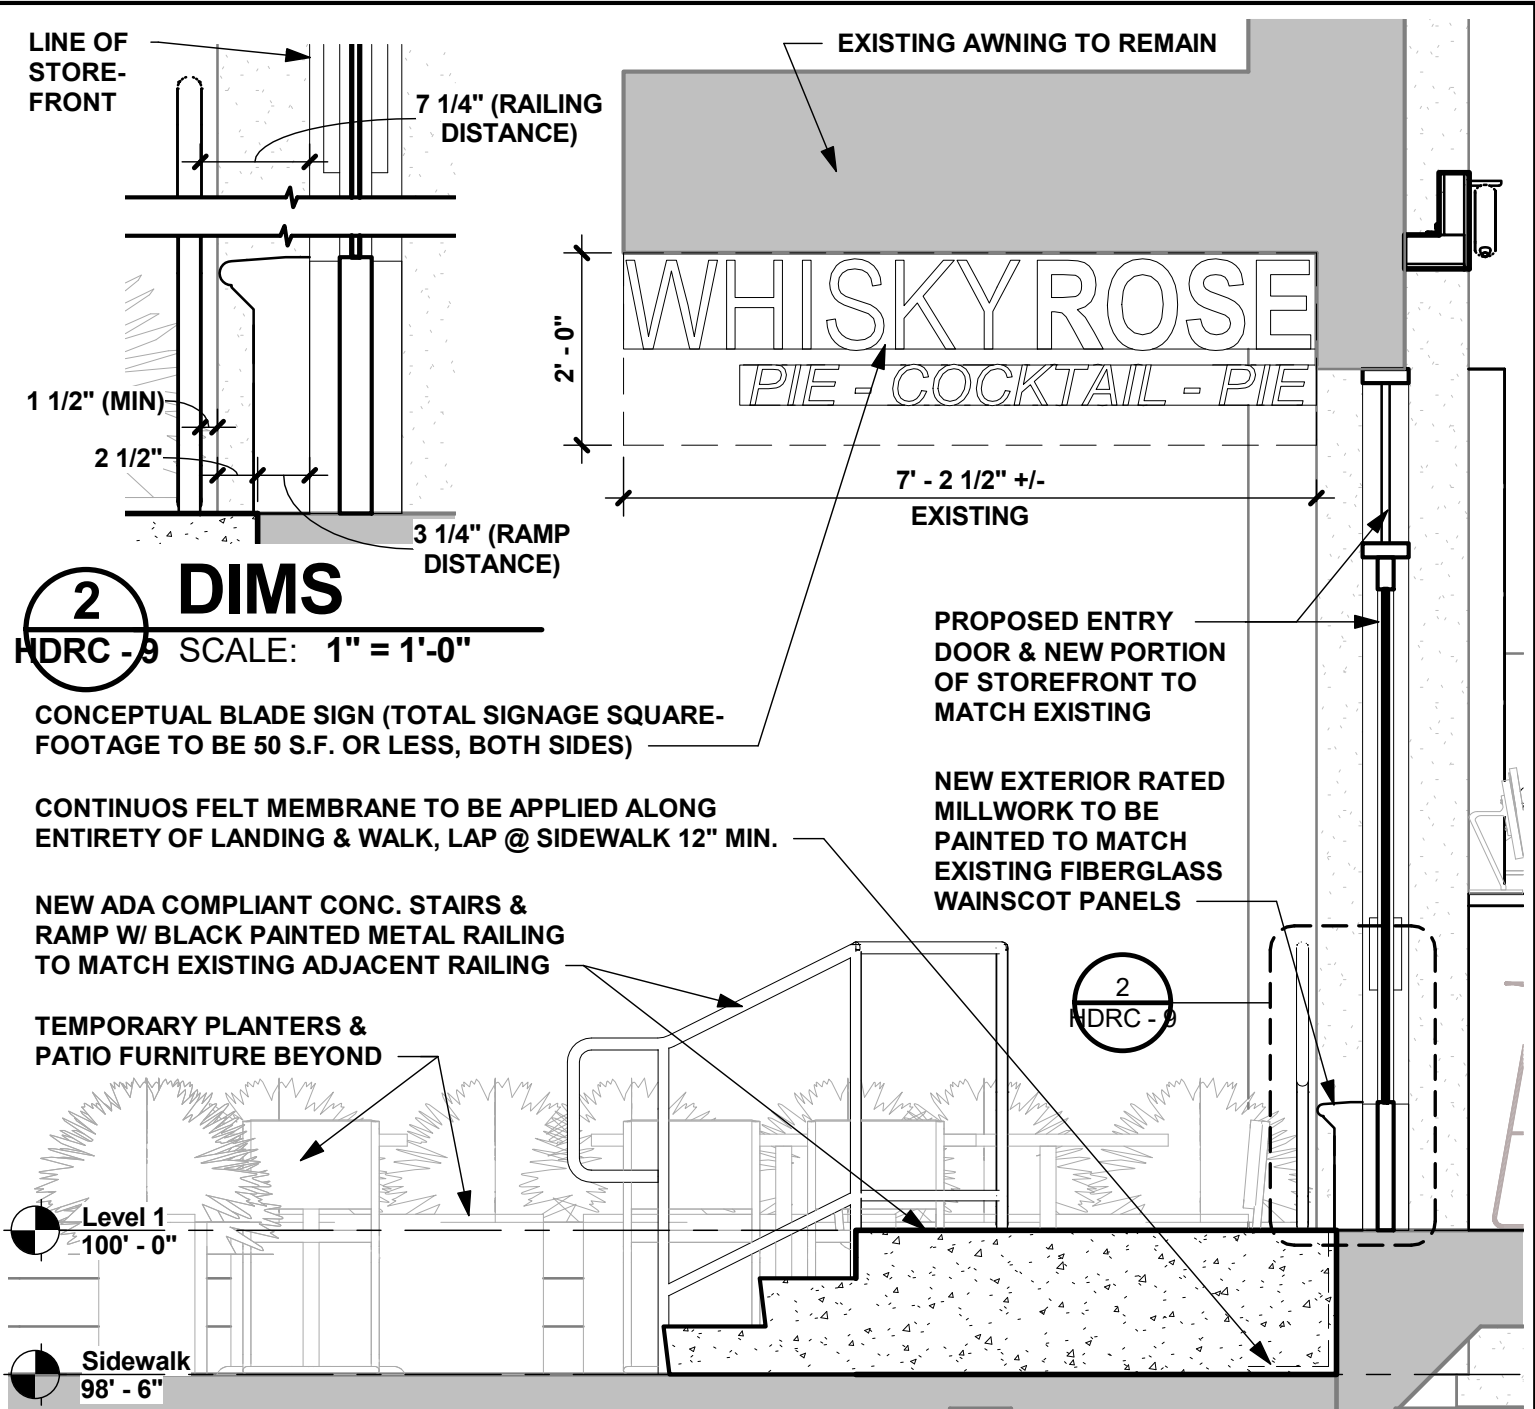 LINE OF
STORE-
FRONT
7 1/4" (RAILING
DISTANCE)
EXISTING AWNING TO REMAIN
WHISKY ROSE
PIE - COCKTAIL - PIE
2' - 0"
7' - 2 1/2" +/-
EXISTING
1 1/2" (MIN)
2 1/2"
3 1/4" (RAMP
DISTANCE)
2 DIMS
HDRC - 9 SCALE: 1" = 1'-0"
PROPOSED ENTRY
DOOR & NEW PORTION
OF STOREFRONT TO
MATCH EXISTING
CONCEPTUAL BLADE SIGN (TOTAL SIGNAGE SQUARE-
FOOTAGE TO BE 50 S.F. OR LESS, BOTH SIDES)
CONTINUOS FELT MEMBRANE TO BE APPLIED ALONG
ENTIRETY OF LANDING & WALK, LAP @ SIDEWALK 12" MIN.
NEW EXTERIOR RATED
MILLWORK TO BE
PAINTED TO MATCH
EXISTING FIBERGLASS
WAINSCOT PANELS
NEW ADA COMPLIANT CONC. STAIRS &
RAMP W/ BLACK PAINTED METAL RAILING
TO MATCH EXISTING ADJACENT RAILING
2
HDRC - 9
TEMPORARY PLANTERS &
PATIO FURNITURE BEYOND
Level 1
100' - 0"
Sidewalk
98' - 6"